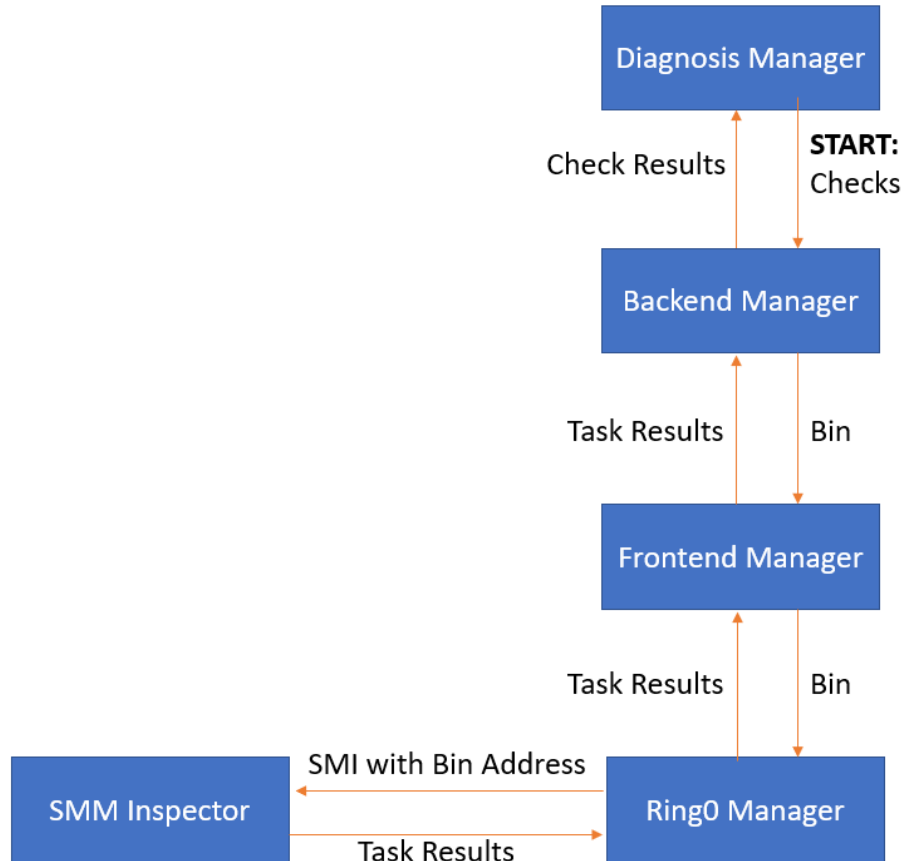 Diagnosis Manager
Check Results
START:
Checks
Backend Manager
Task Results
Bin
Frontend Manager
Task Results
Bin
SMI with Bin Address
SMM Inspector
Ring0 Manager
Task Results